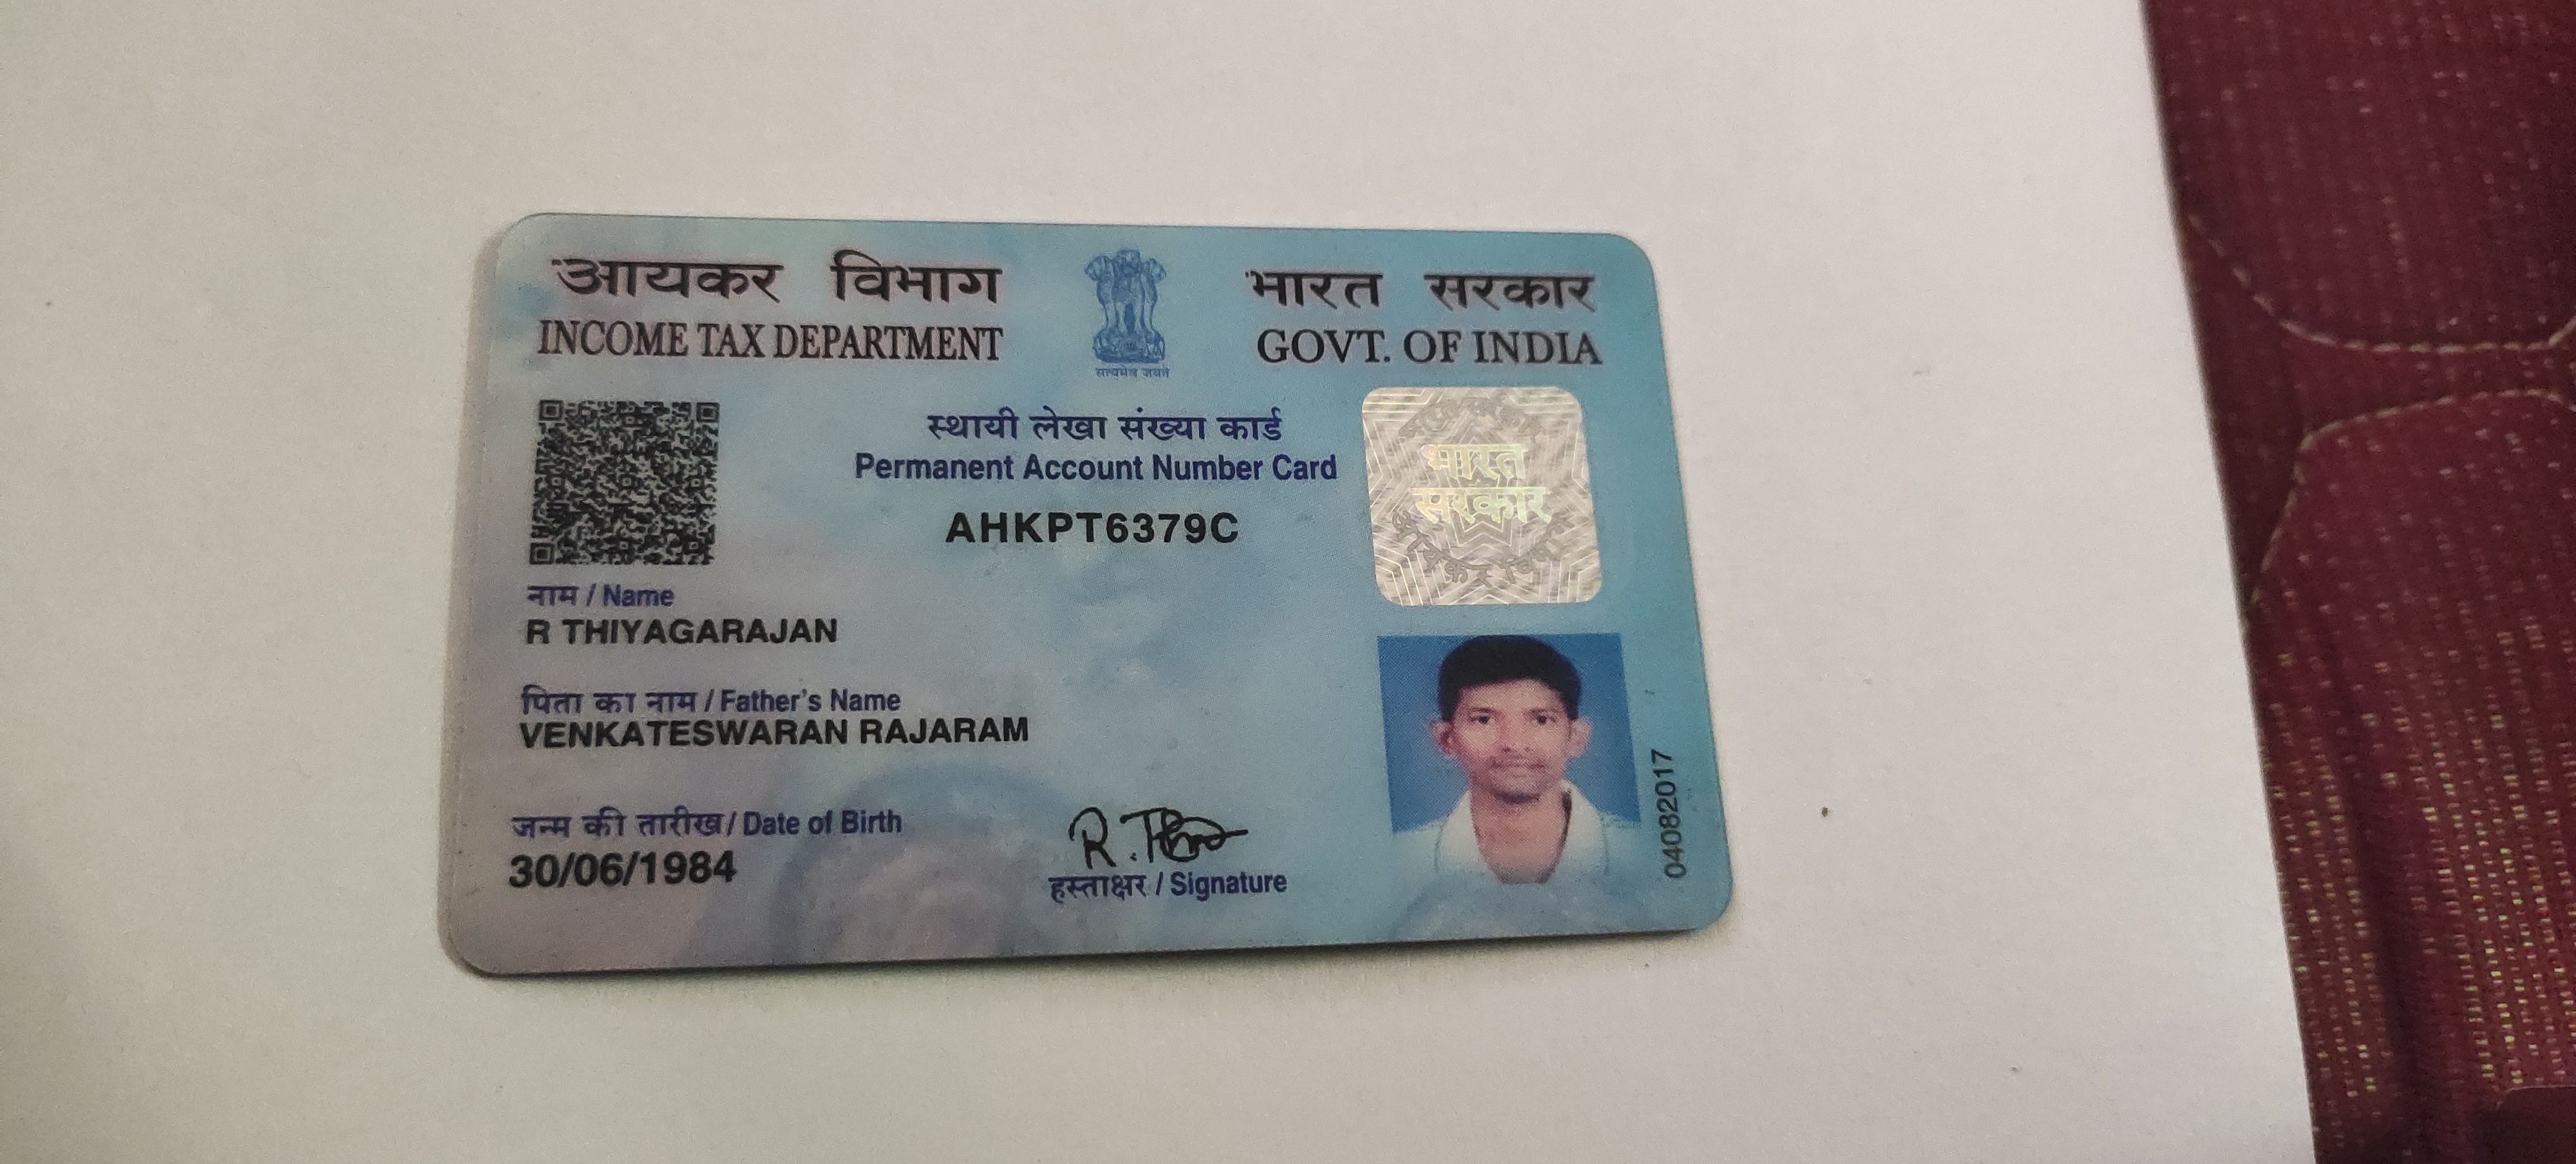 आयकर विभाग
INCOME TAX DEPARTMENT
सत्यमेव जयते
भारत सरकार
GOVT. OF INDIA
स्थायी लेखा संख्या कार्ड
Permanent Account Number Card
AHKPT6379C
भारत
सरकार
नाम / Name
R THIYAGARAJAN
पिता का नाम / Father's Name
VENKATESWARAN RAJARAM
जन्म की तारीख / Date of Birth
30/06/1984
हस्ताक्षर / Signature
04082017